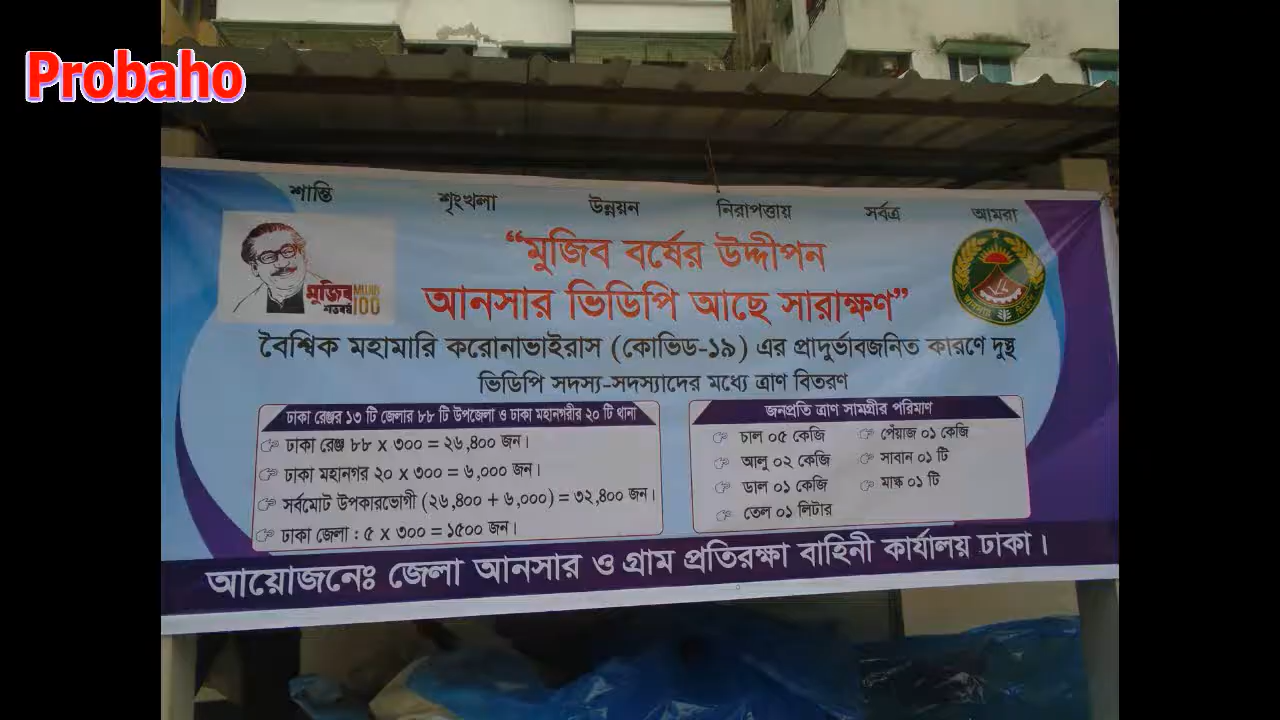 Probaho
শান্তি শৃংখলা উন্নয়ন নিরাপত্তায় সর্বত্র আমরা
মুজিব
শতবর্ষ
MUJIB
100
“মুজিব বর্ষের উদ্দীপন
আনসার ভিডিপি আছে সারাক্ষণ”
বৈশ্বিক মহামারি করোনাভাইরাস (কোভিড-১৯) এর প্রাদুর্ভাবজনিত কারণে দুস্থ
ভিডিপি সদস্য-সদস্যাদের মধ্যে ত্রাণ বিতরণ
ঢাকা রেঞ্জর ১৩ টি জেলার ৮৮ টি উপজেলা ও ঢাকা মহানগরীর ২০ টি থানা
ঢাকা রেঞ্জ ৮৮ x ৩০০ = ২৬,৪০০ জন।
ঢাকা মহানগর ২০ x ৩০০ = ৬,০০০ জন।
সর্বমোট উপকারভোগী (২৬,৪০০ + ৬,০০০) = ৩২,৪০০ জন।
ঢাকা জেলা : ৫ x ৩০০ = ১৫০০ জন।
জনপ্রতি ত্রাণ সামগ্রীর পরিমাণ
চাল ০৫ কেজি
আলু ০২ কেজি
ডাল ০১ কেজি
তেল ০১ লিটার
পেঁয়াজ ০১ কেজি
সাবান ০১ টি
মাস্ক ০১ টি
আয়োজনেঃ জেলা আনসার ও গ্রাম প্রতিরক্ষা বাহিনী কার্যালয় ঢাকা।